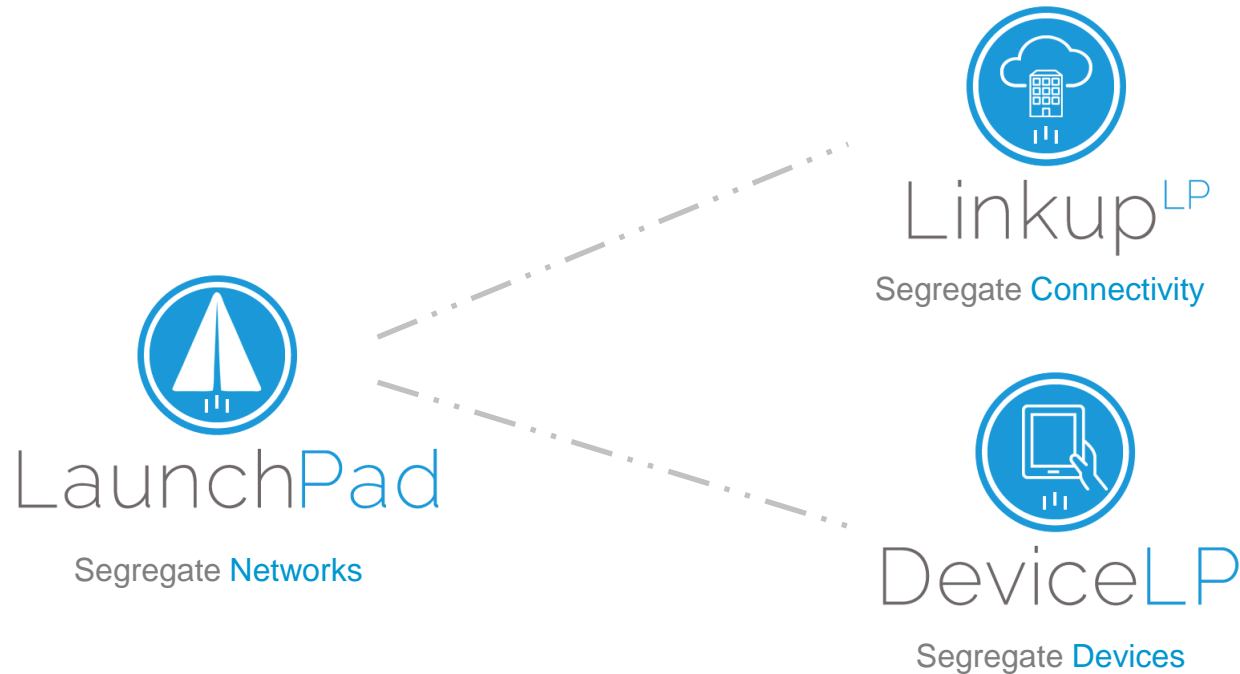 LaunchPad
Segregate Networks
Linkup LP
Segregate Connectivity
DeviceLP
Segregate Devices